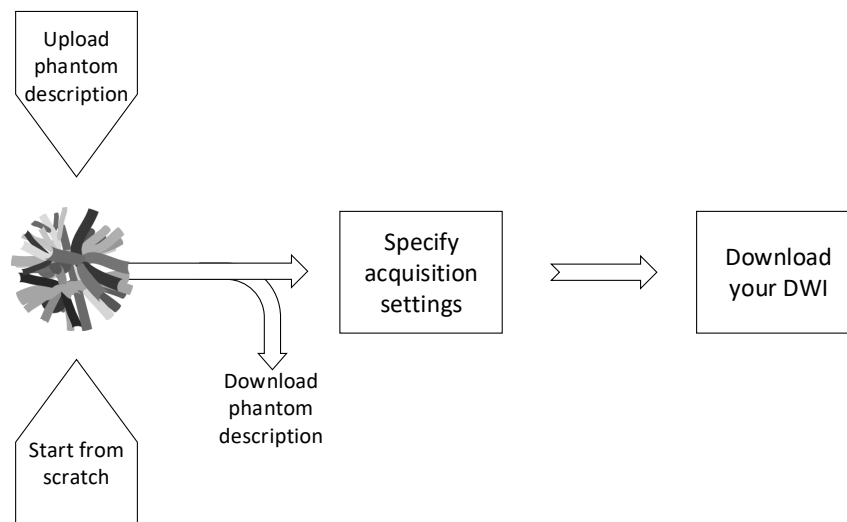 Upload
phantom
description
Specify
acquisition
settings
Download
your DWI
Download
phantom
description
Start from
scratch